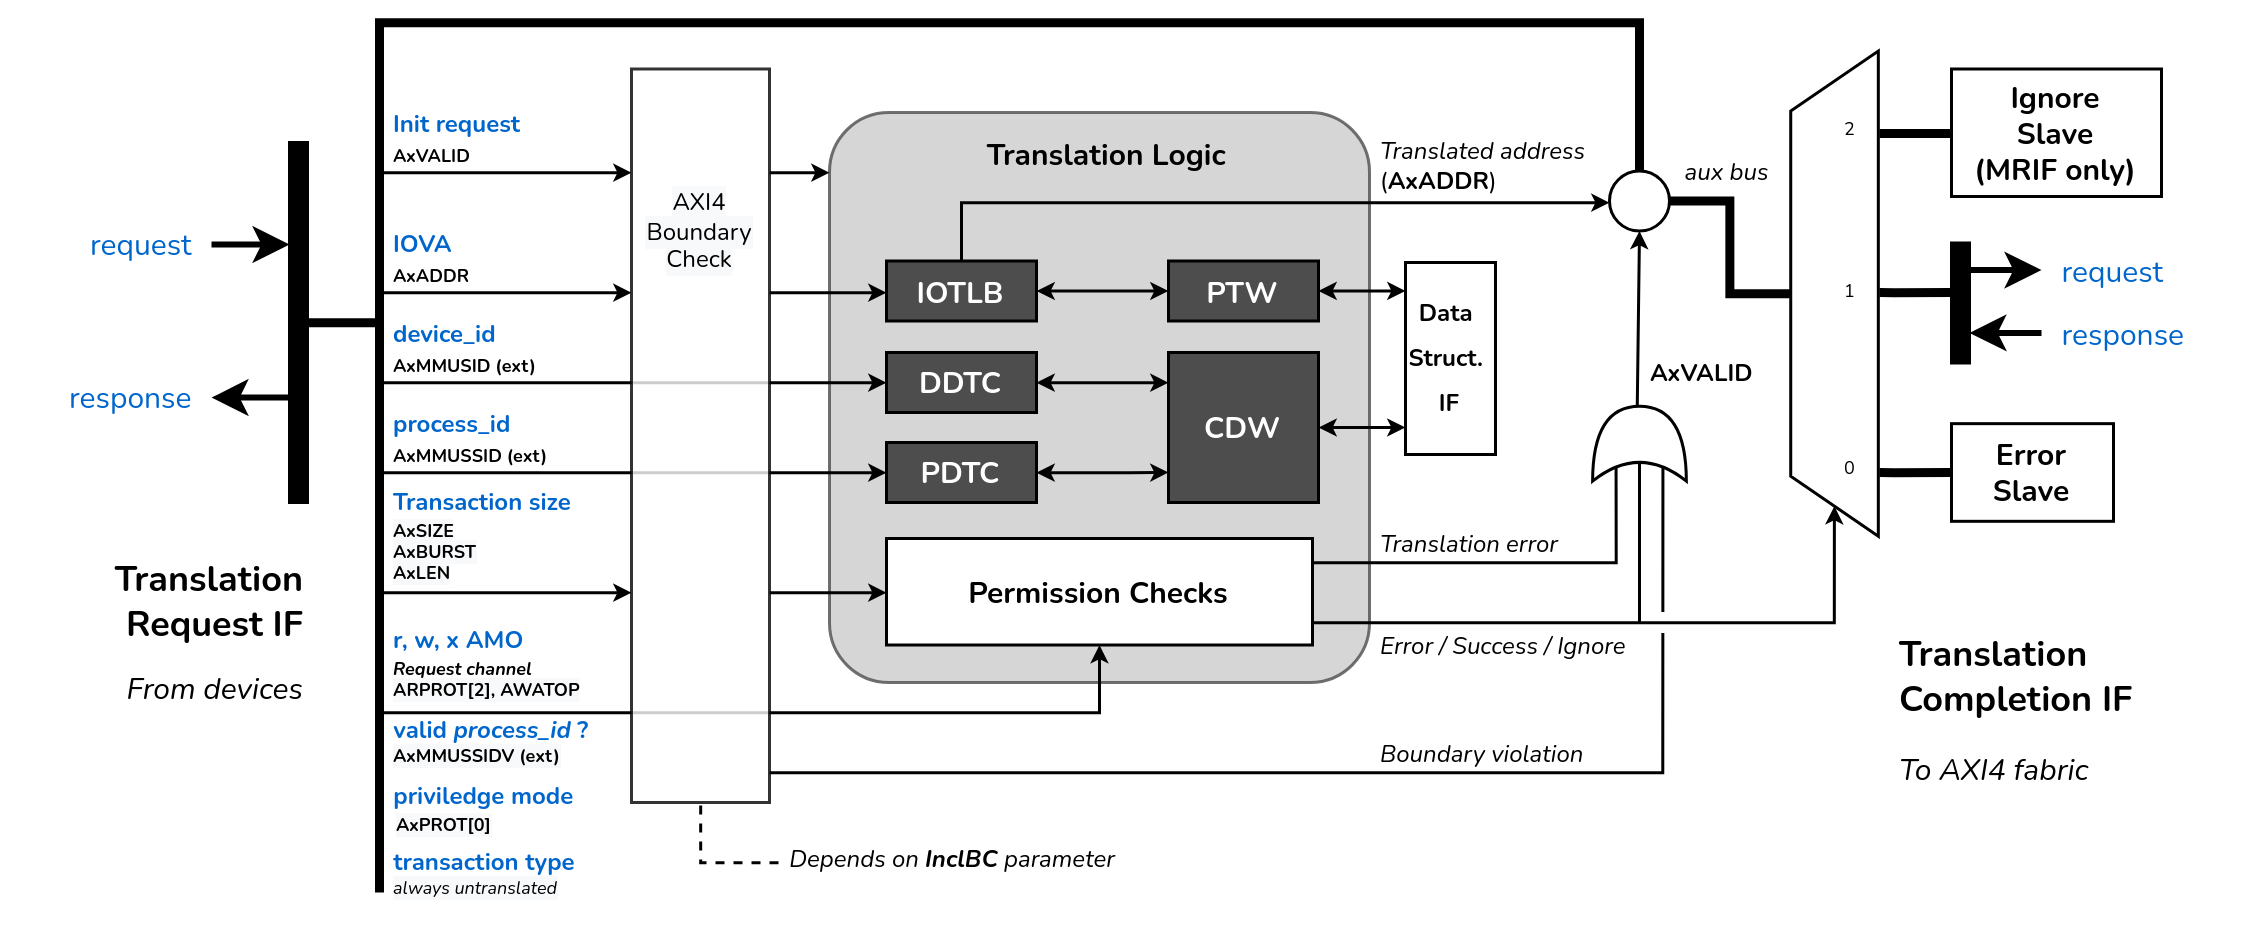 request
response
Translation
Request IF
From devices
Init request
AxVALID
IOVA
AxADDR
device_id
AxMMUSID (ext)
process_id
AxMMUSSID (ext)
Transaction size
AxSIZE
AxBURST
AxLEN
r, w, x AMO
Request channel
ARPROT[2], AWATOP
valid process_id ?
AxMMUSSIDV (ext)
priviledge mode
AxPROT[0]
transaction type
always untranslated
AXI4
Boundary
Check
Depends on InclBC parameter
Translation Logic
IOTLB
PTW
DDTC
CDW
PDTC
Permission Checks
Data
Struct.
IF
Translated address
(AxADDR)
Translation error
Error / Success / Ignore
Boundary violation
aux bus
AxVALID
2
1
0
Ignore
Slave
(MRIF only)
request
response
Error
Slave
Translation
Completion IF
To AXI4 fabric